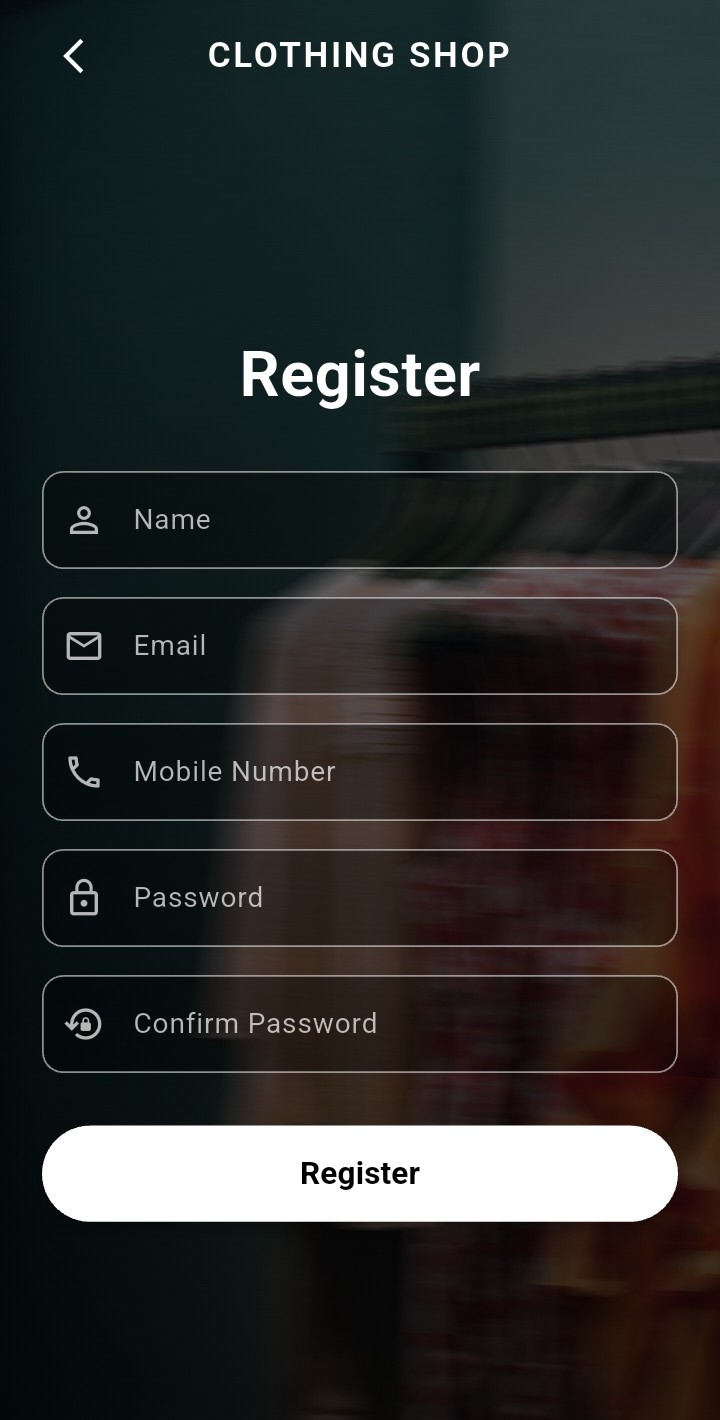 CLOTHING SHOP
Register
Name
Email
Mobile Number
Password
Confirm Password
Register